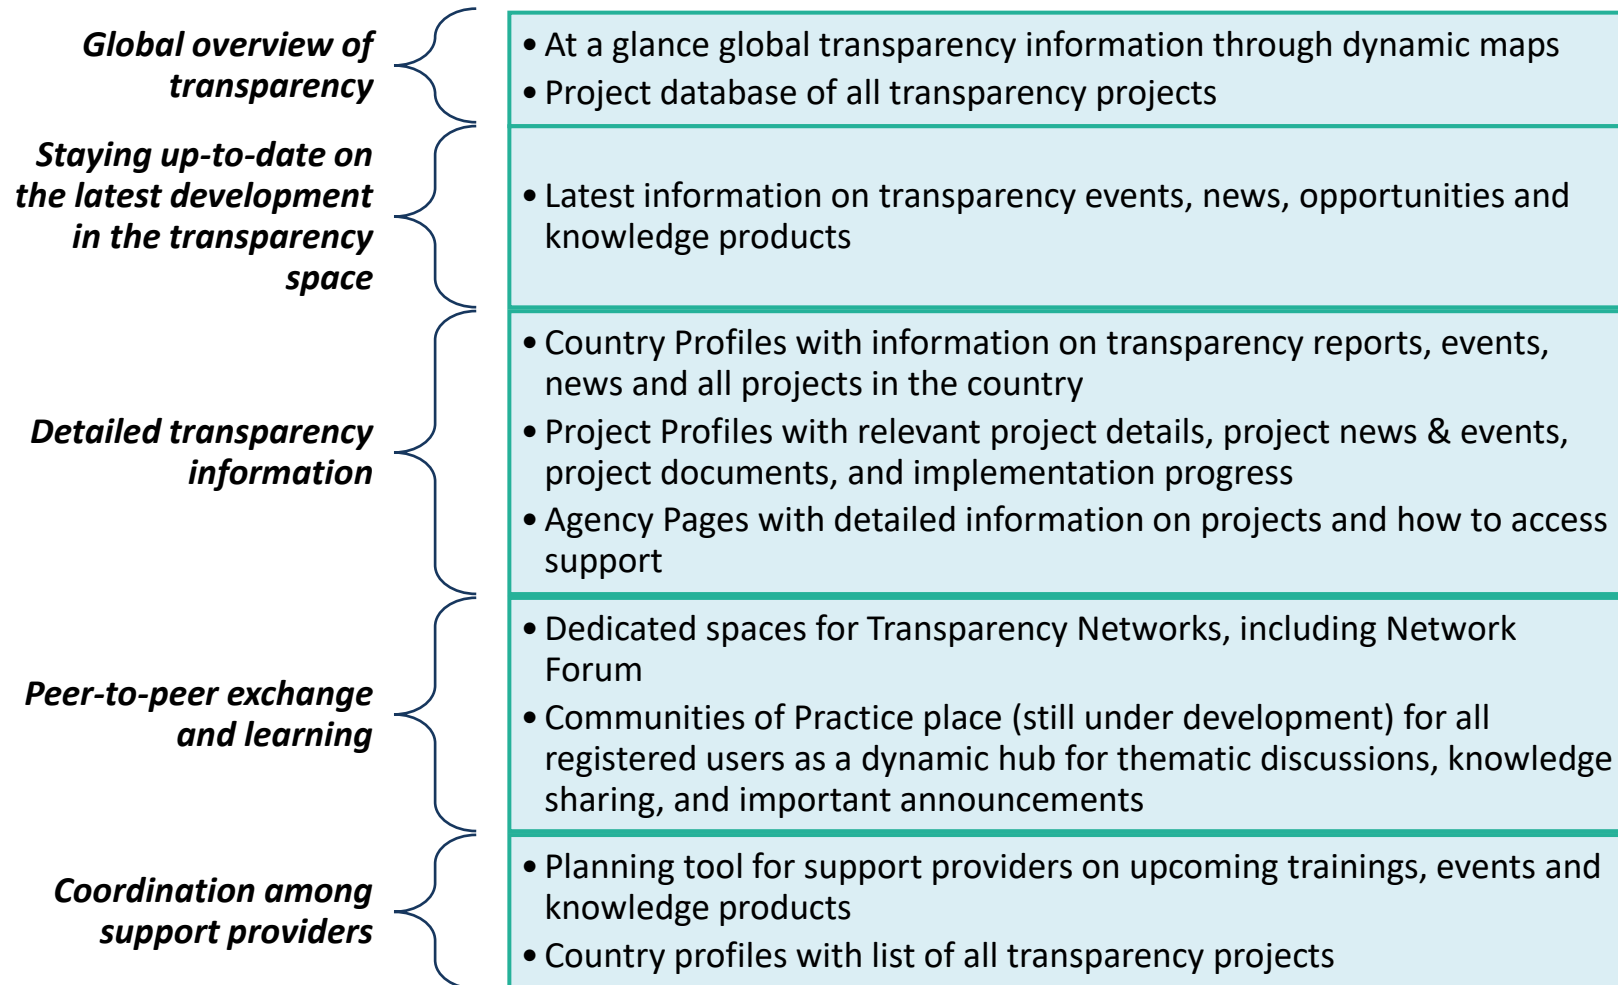 Global overview of
transparency
• At a glance global transparency information through dynamic maps
• Project database of all transparency projects
Staying up-to-date on
the latest development
in the transparency
space
• Latest information on transparency events, news, opportunities and
knowledge products
Detailed transparency
information
• Country Profiles with information on transparency reports, events,
news and all projects in the country
• Project Profiles with relevant project details, project news & events,
project documents, and implementation progress
• Agency Pages with detailed information on projects and how to access
support
Peer-to-peer exchange
and learning
• Dedicated spaces for Transparency Networks, including Network
Forum
• Communities of Practice place (still under development) for all
registered users as a dynamic hub for thematic discussions, knowledge
sharing, and important announcements
Coordination among
support providers
• Planning tool for support providers on upcoming trainings, events and
knowledge products
• Country profiles with list of all transparency projects